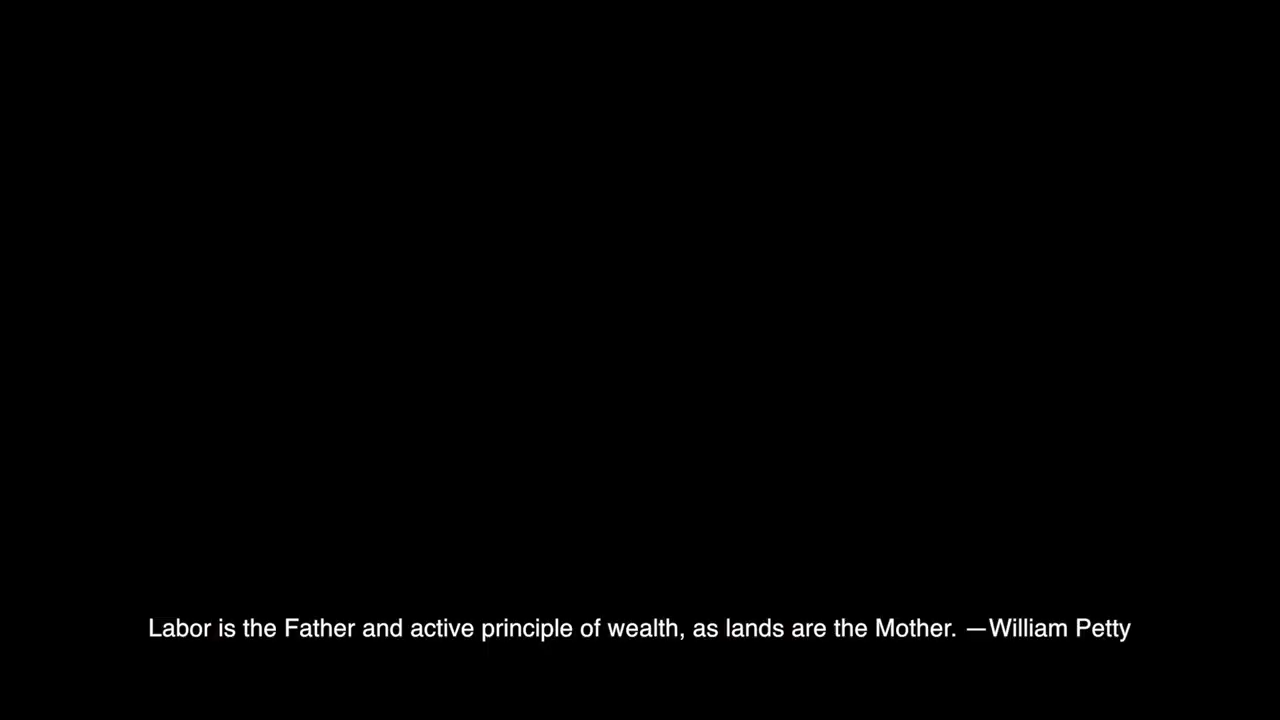 Labor is the Father and active principle of wealth, as lands are the Mother. —William Petty